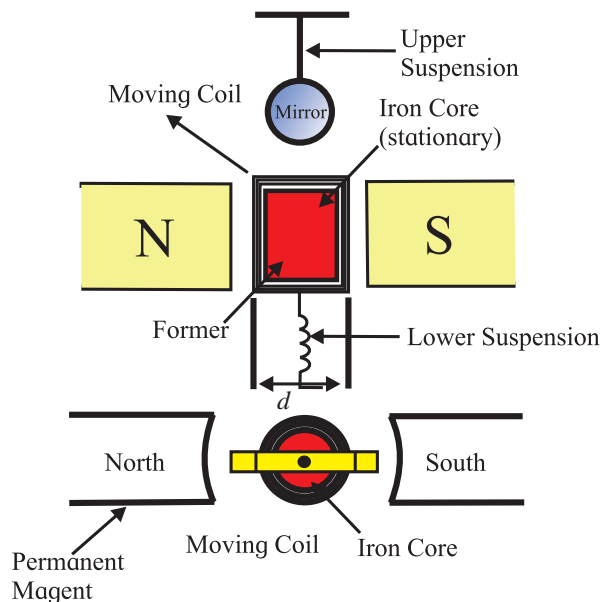 Upper
Suspension
Moving Coil
Mirror
Iron Core
(stationary)
N
S
Former
Lower Suspension
d
North
South
Moving Coil
Iron Core
Permanent
Magent